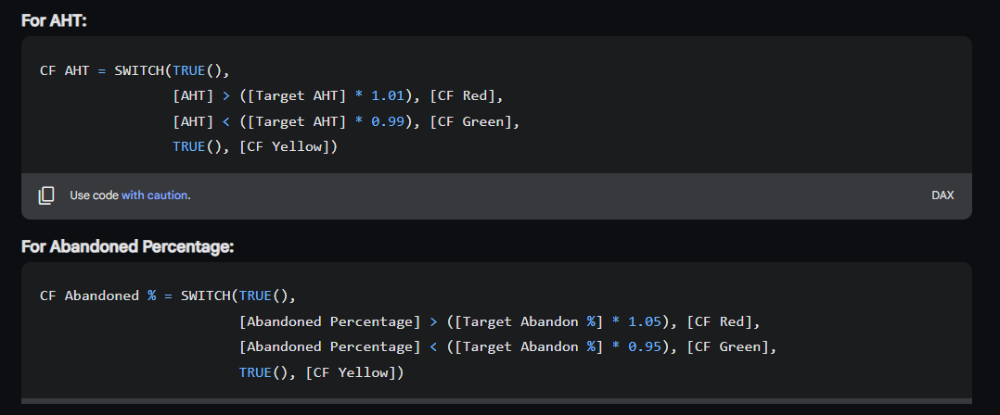 For AHT:
CF AHT = SWITCH(TRUE(),
[AHT] > ([Target AHT] * 1.01), [CF Red],
[AHT] < ([Target AHT] * 0.99), [CF Green],
TRUE(), [CF Yellow])
Use code with caution. DAX
For Abandoned Percentage:
CF Abandoned % = SWITCH(TRUE(),
[Abandoned Percentage] > ([Target Abandon %] * 1.05), [CF Red],
[Abandoned Percentage] < ([Target Abandon %] * 0.95), [CF Green],
TRUE(), [CF Yellow])